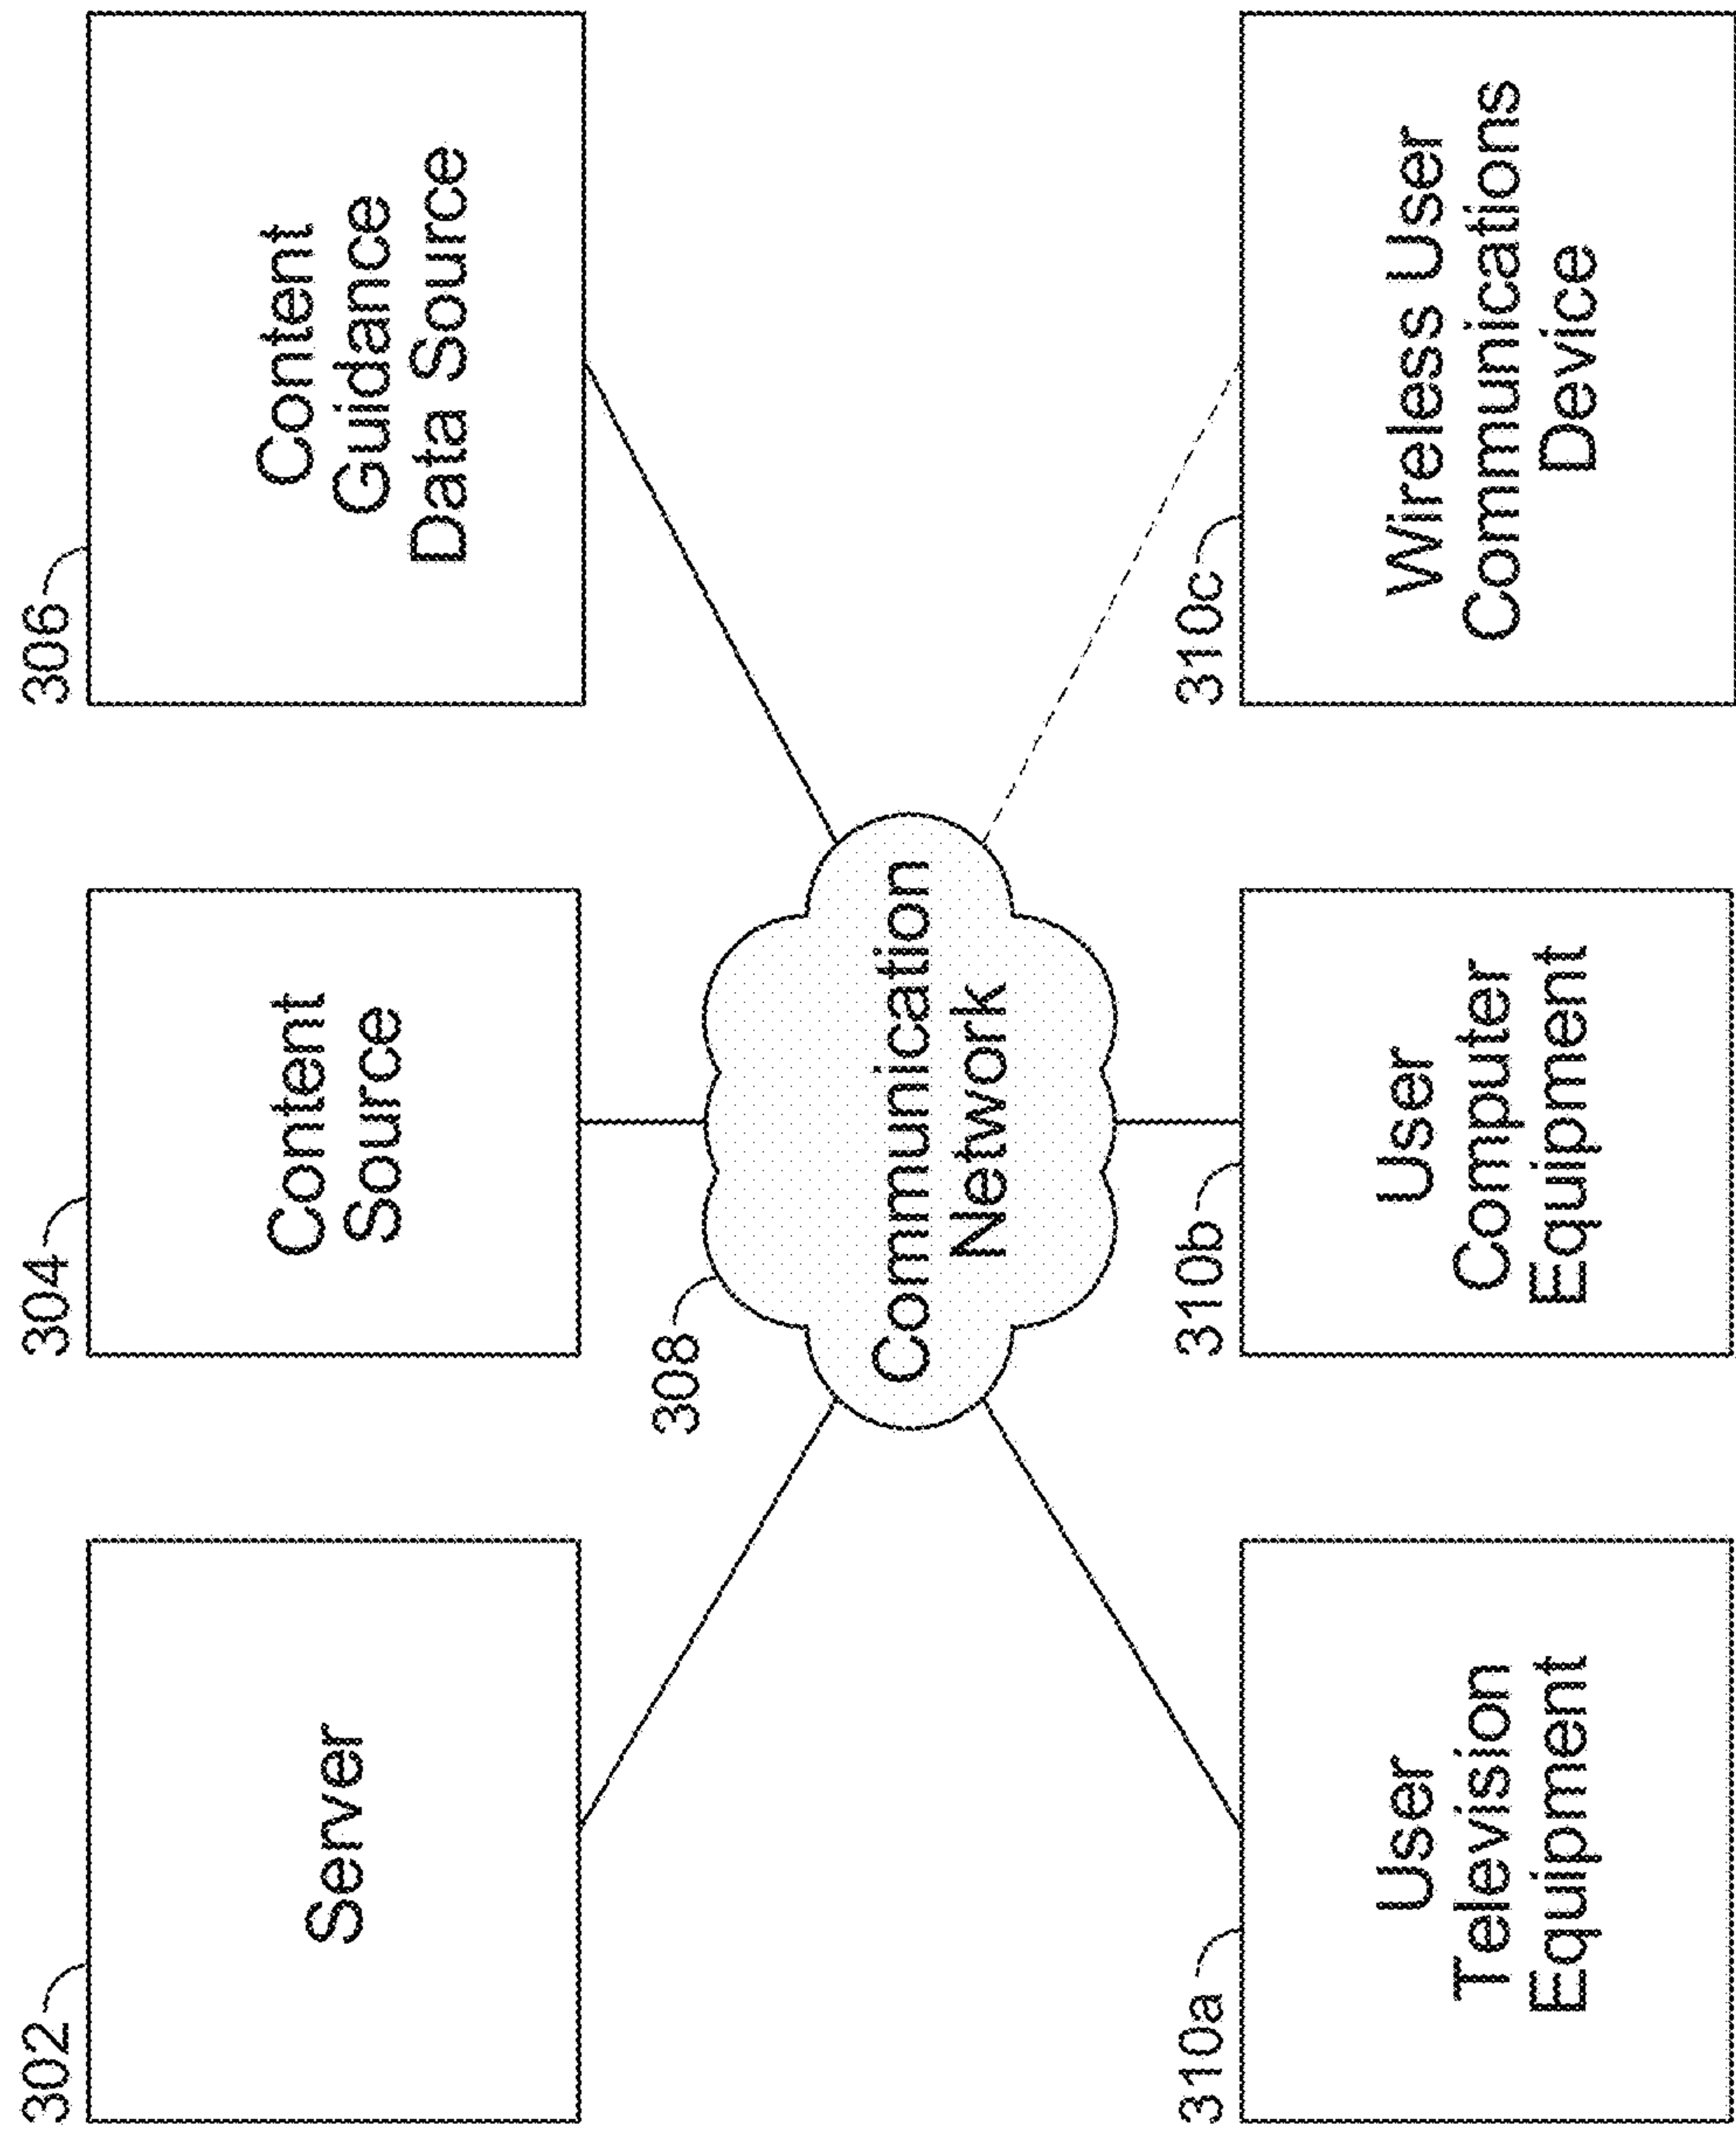 302
Server
304
Content
Source
306
Content
Guidance
Data Source
308
Communication
Network
310a
User
Television
Equipment
310b
User
Computer
Equipment
310c
Wireless User
Communications
Device